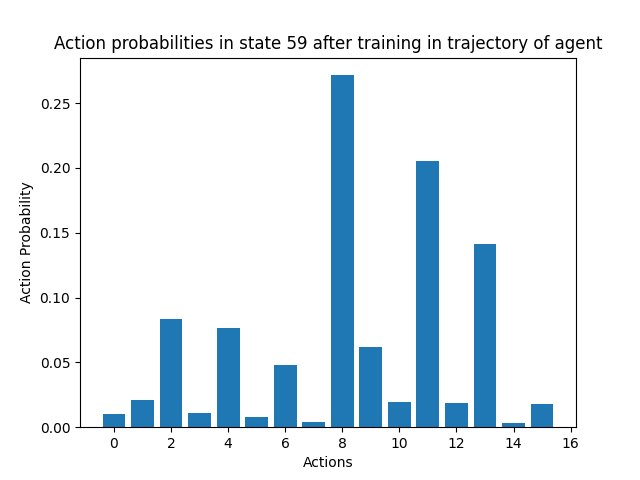 Action probabilities in state 59 after training in trajectory of agent
0.25
0.20
0.15
0.10
0.05
0.00
Action Probability
0 2 4 6 8 10 12 14 16
Actions